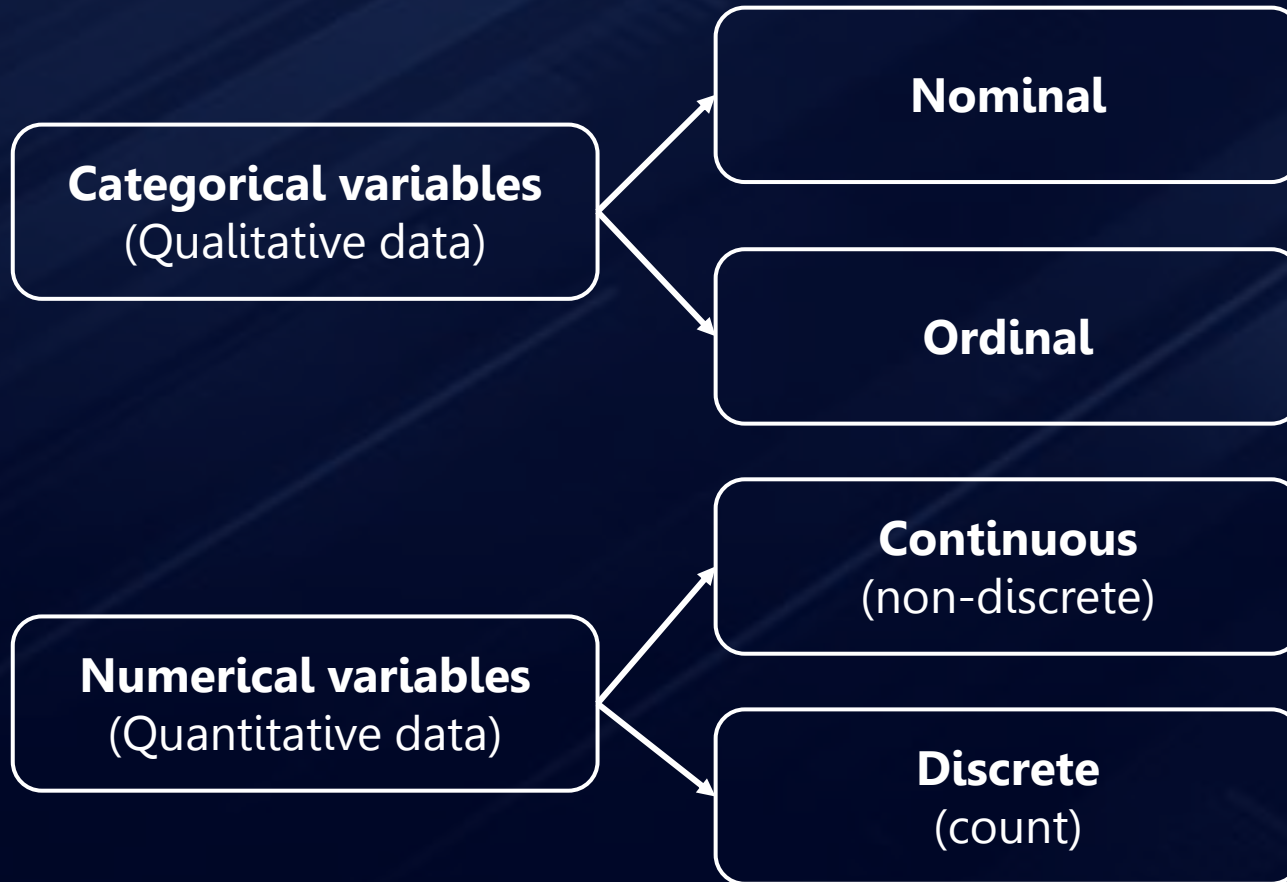 Categorical variables
(Qualitative data)
Nominal
Ordinal
Numerical variables
(Quantitative data)
Continuous
(non-discrete)
Discrete
(count)